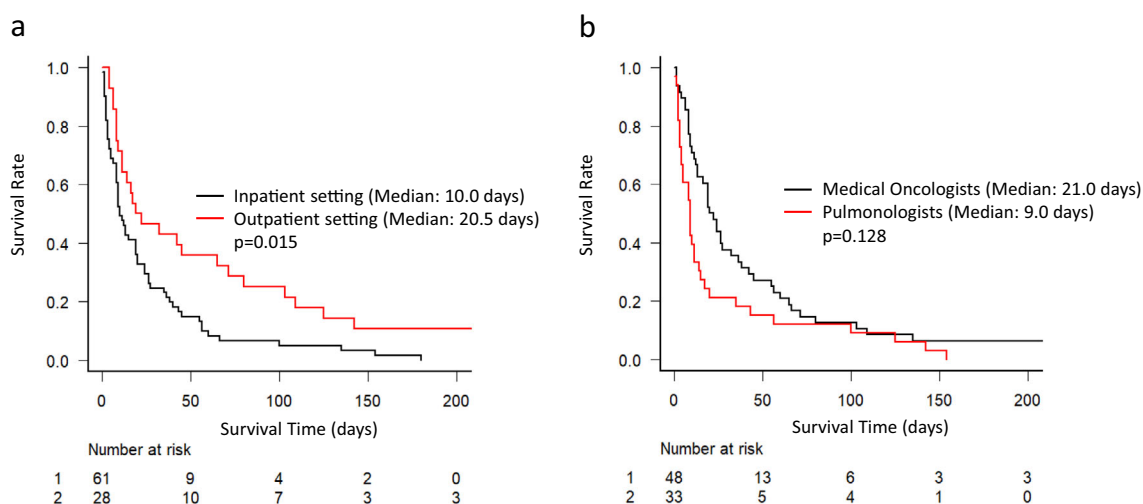 a
Survival Rate
1.0
0.8
0.6
0.4
0.2
0.0
Inpatient setting (Median: 10.0 days)
Outpatient setting (Median: 20.5 days)
p=0.015
0 50 100 150 200
Survival Time (days)
Number at risk
1 61 9 4 2 0
2 28 10 7 3 3
b
Survival Rate
1.0
0.8
0.6
0.4
0.2
0.0
Medical Oncologists (Median: 21.0 days)
Pulmonologists (Median: 9.0 days)
p=0.128
0 50 100 150 200
Survival Time (days)
Number at risk
1 48 13 6 3 3
2 33 5 4 1 0